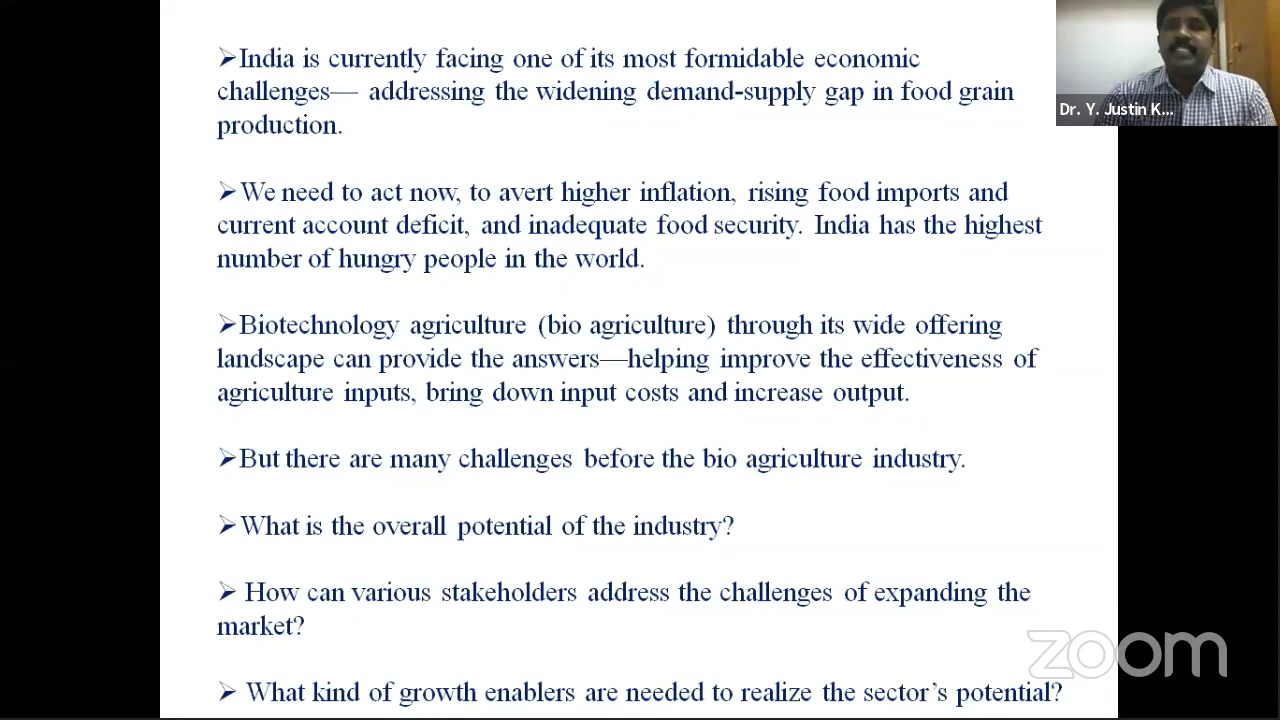 ➢India is currently facing one of its most formidable economic
challenges— addressing the widening demand-supply gap in food grain
production.
➢We need to act now, to avert higher inflation, rising food imports and
current account deficit, and inadequate food security. India has the highest
number of hungry people in the world.
➢Biotechnology agriculture (bio agriculture) through its wide offering
landscape can provide the answers—helping improve the effectiveness of
agriculture inputs, bring down input costs and increase output.
➢But there are many challenges before the bio agriculture industry.
➢What is the overall potential of the industry?
➢ How can various stakeholders address the challenges of expanding the
market?
➢ What kind of growth enablers are needed to realize the sector’s potential?
Dr. Y. Justin K...
zoom